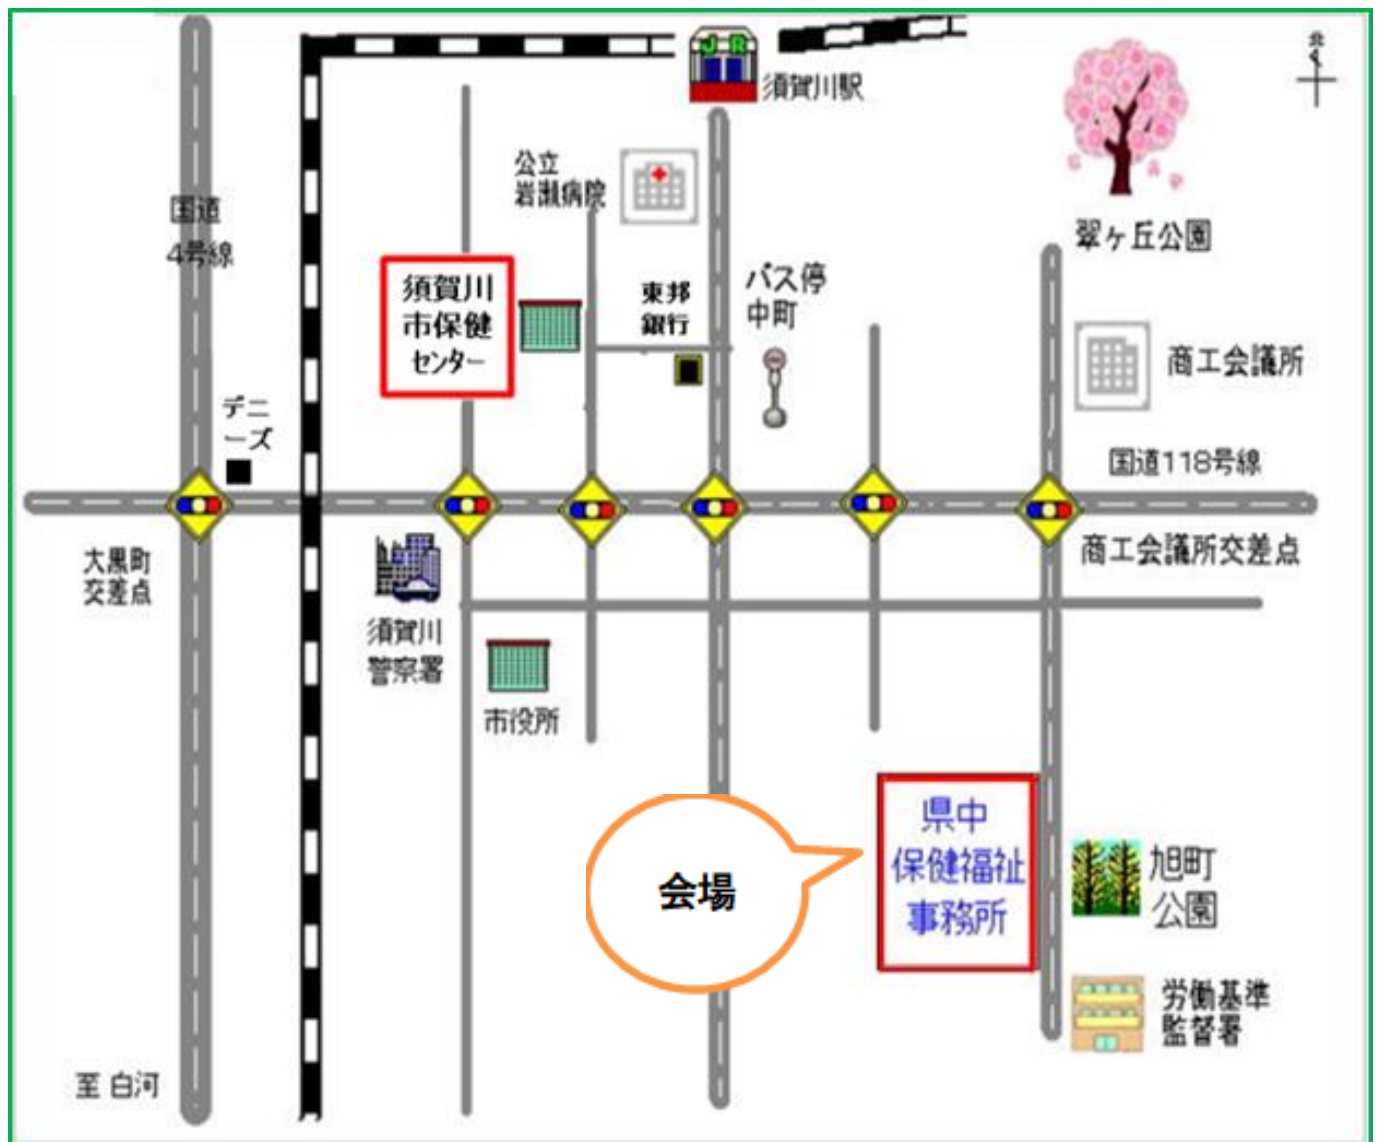 北
JR
須賀川駅
公立
岩瀬病院
国道
4号線
翠ヶ丘公園
須賀川
市保健
センター
東邦
銀行
バス停
中町
商工会議所
デニ
ーズ
国道118号線
大黒町
交差点
商工会議所交差点
須賀川
警察署
市役所
県中
保健福祉
事務所
会場
旭町
公園
労働基準
監督署
至 白河